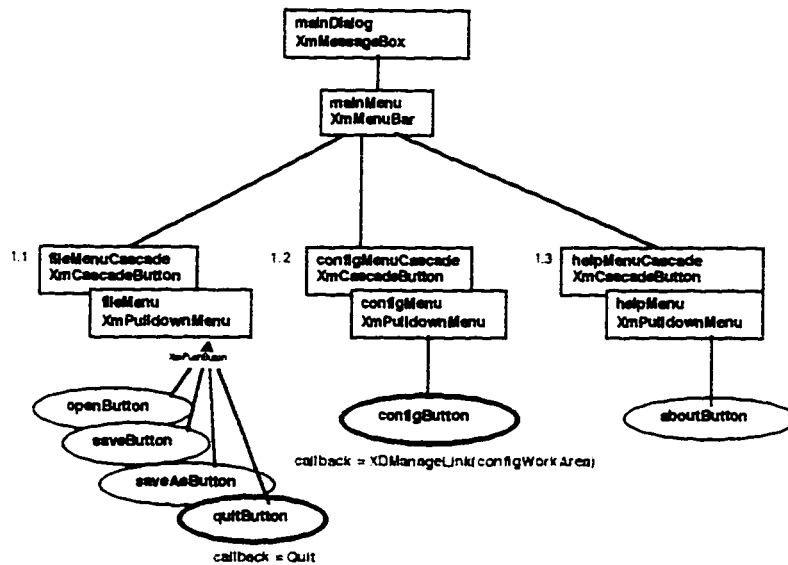 mainDialog
XmMessageBox
mainMenu
XmMenuBar
1.1
fileMenuCascade
XmCascadeButton
fileMenu
XmPulldownMenu
1.2
configMenuCascade
XmCascadeButton
configMenu
XmPulldownMenu
1.3
helpMenuCascade
XmCascadeButton
helpMenu
XmPulldownMenu
XmPushButton
openButton
saveButton
saveAsButton
quitButton
callback = Quit
configButton
callback = XDManageLink(configWorkArea)
aboutButton